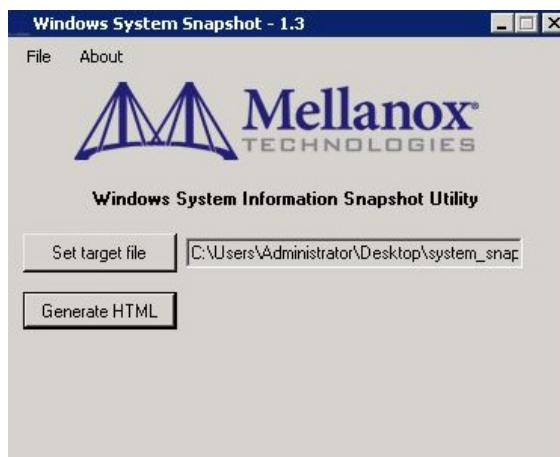 Windows System Snapshot - 1.3
File About
Mellanox®
TECHNOLOGIES
Windows System Information Snapshot Utility
Set target file C:\Users\Administrator\Desktop\system_snap
Generate HTML